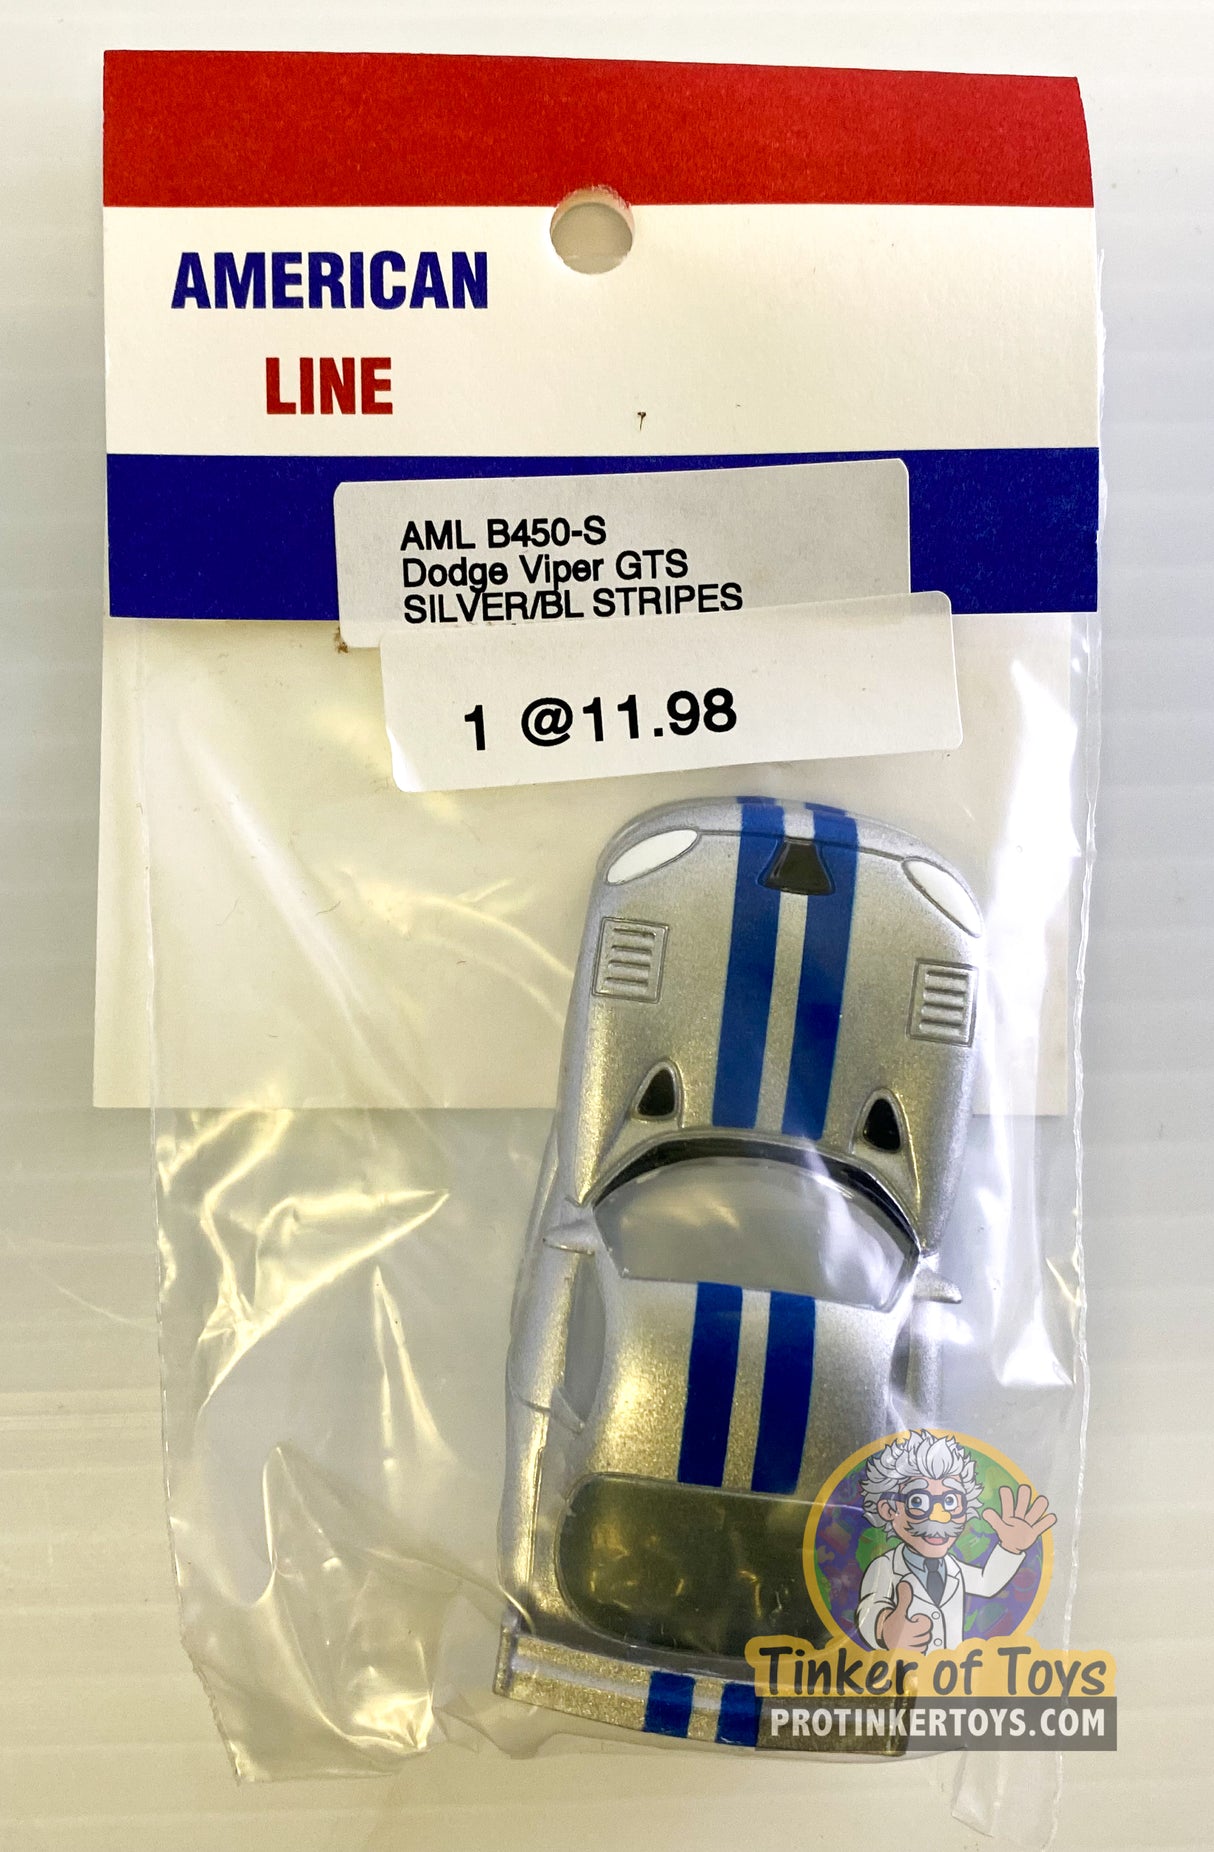 AMERICAN
LINE
AML B450-S
Dodge Viper GTS
SILVER/BL STRIPES
1 @11.98
Tinker of Toys
PROTINKERTOYS.COM